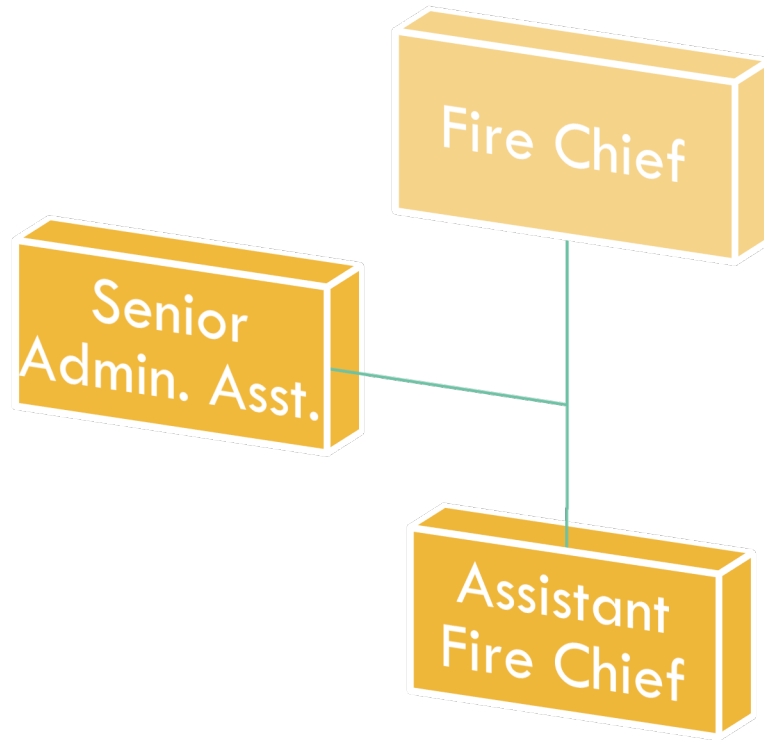 Fire Chief
Senior
Admin. Asst.
Assistant
Fire Chief